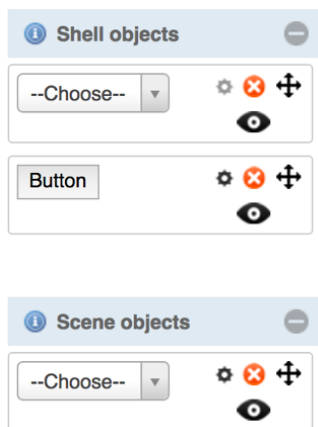 Shell objects
--Choose--
Button
Scene objects
--Choose--